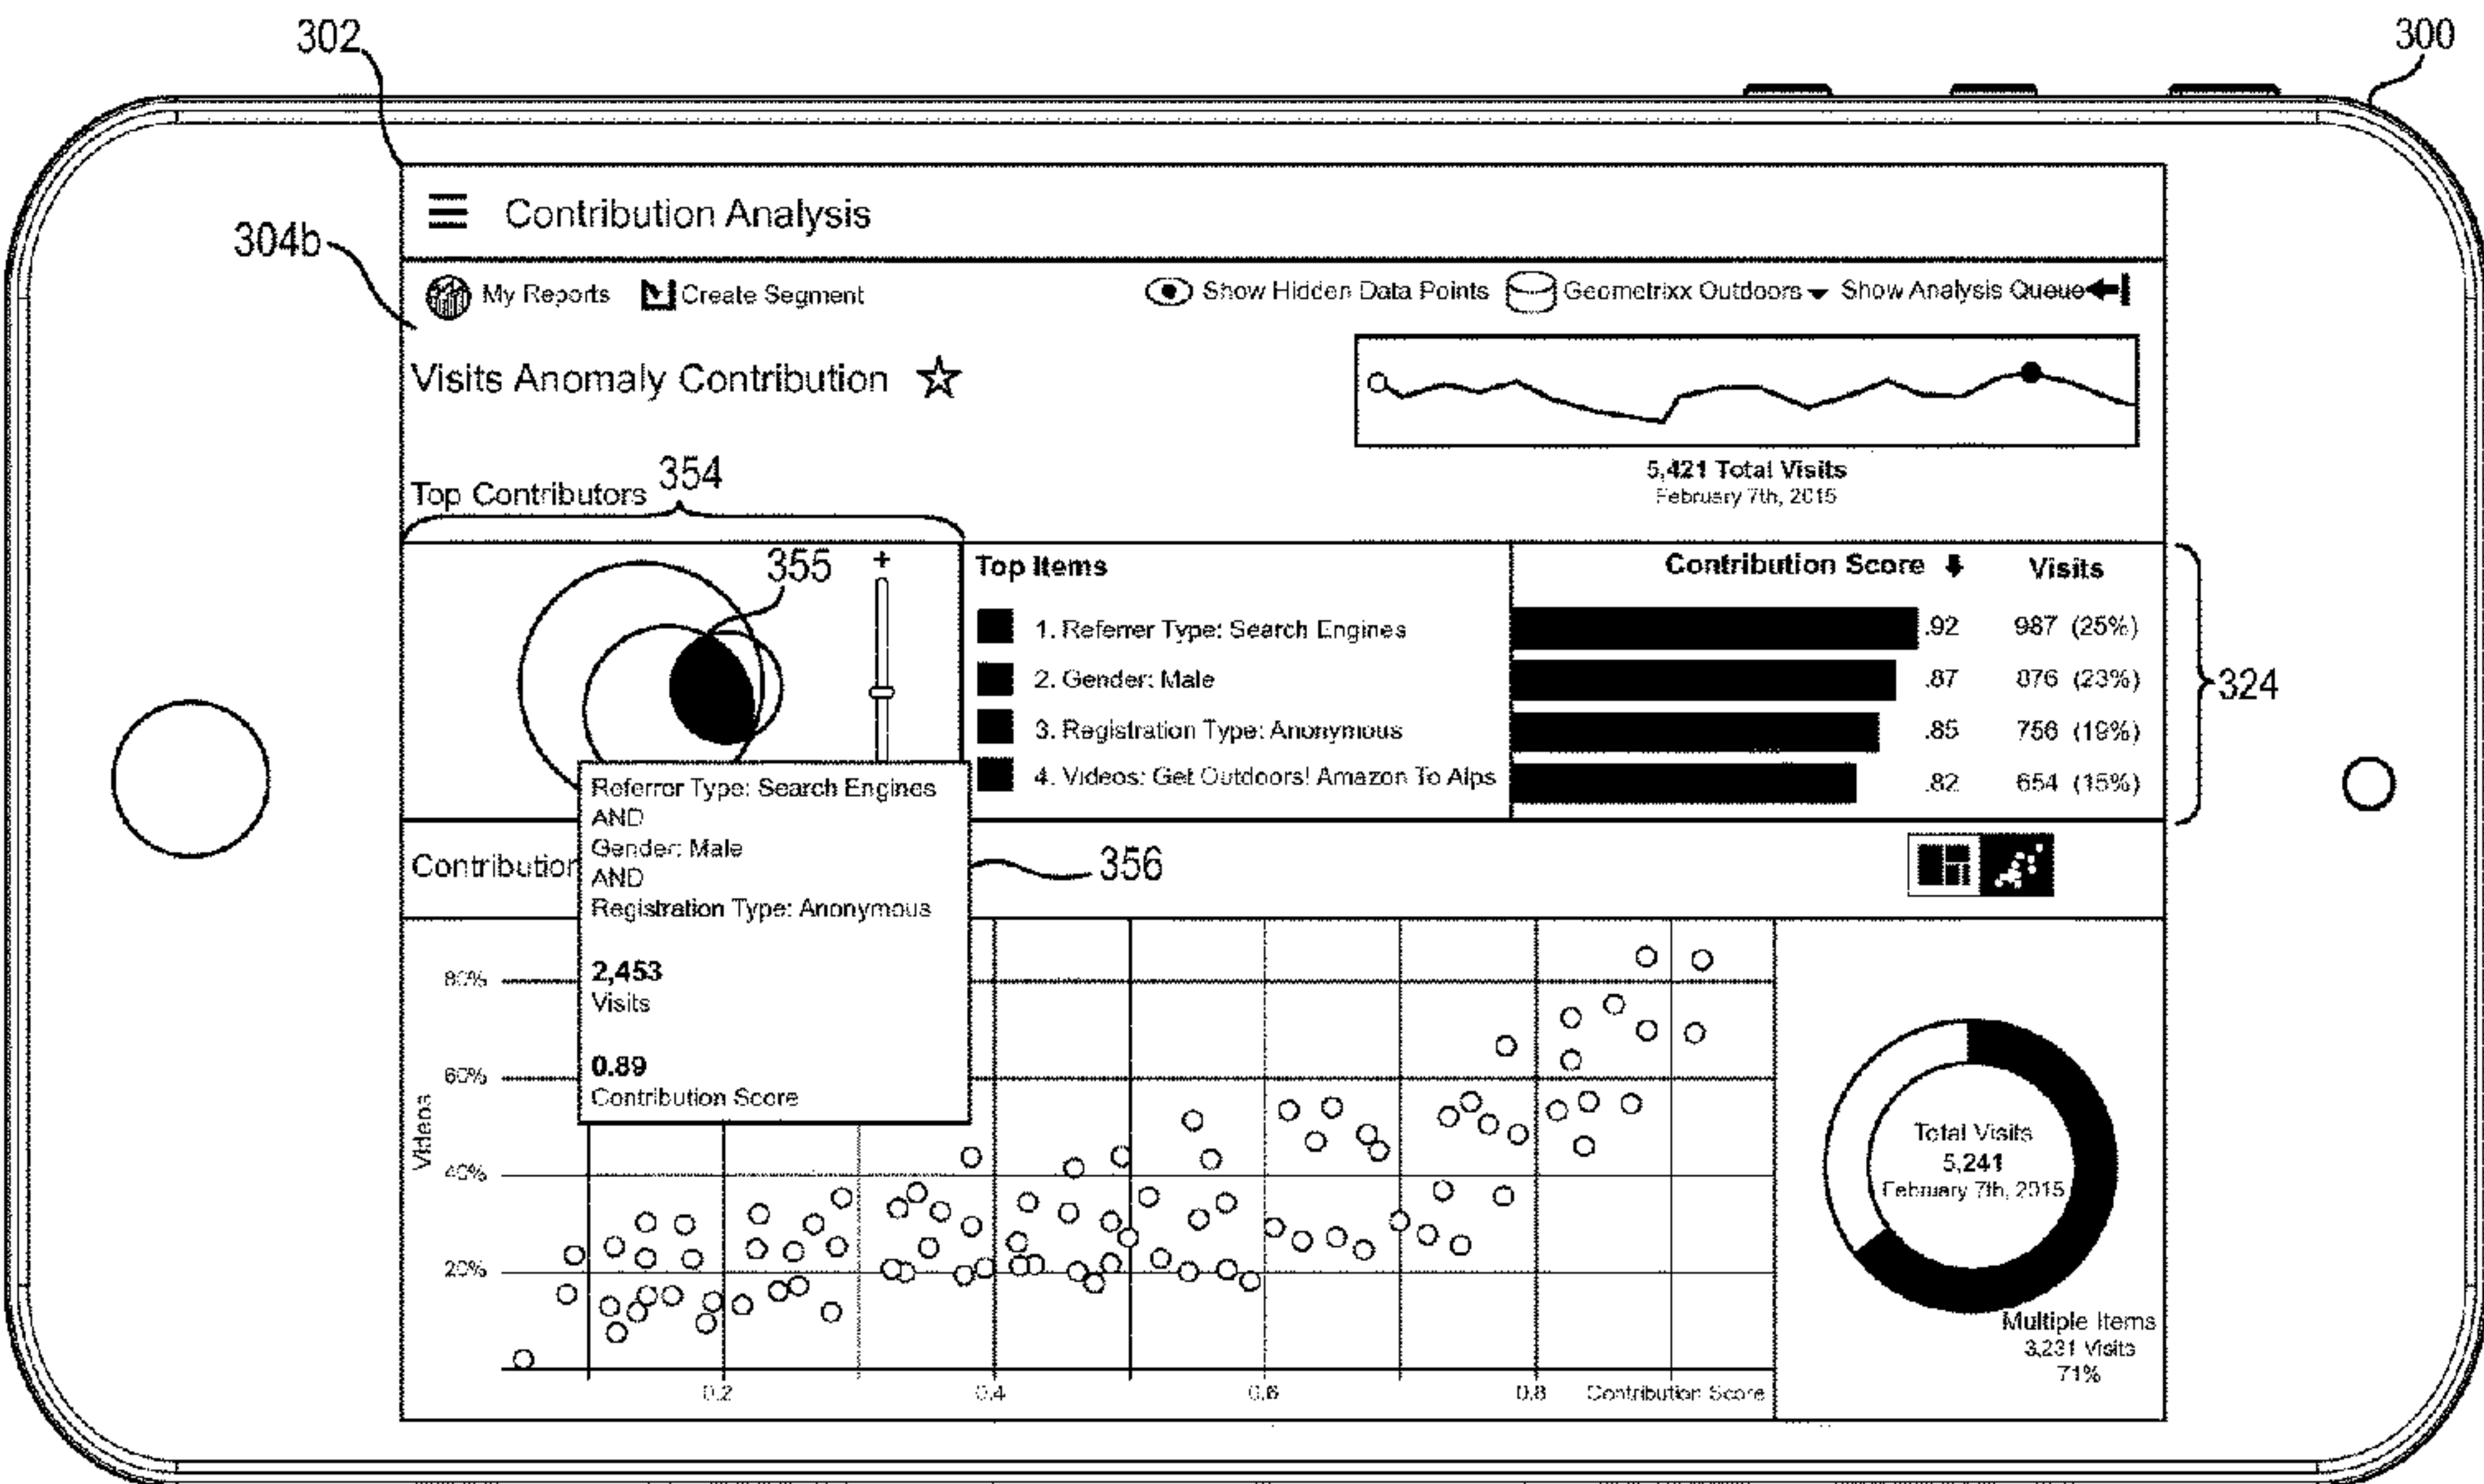 302
300
304b
Contribution Analysis
My Reports Create Segment Show Hidden Data Points Geometrixx Outdoors Show Analysis Queue
Visits Anomaly Contribution
5,421 Total Visits
February 7th, 2015
Top Contributors 354
355 +
Top Items Contribution Score Visits
1. Referrer Type: Search Engines .92 987 (25%)
2. Gender: Male .87 876 (23%)
3. Registration Type: Anonymous .85 756 (19%)
4. Videos: Get Outdoors! Amazon To Alps .82 654 (15%)
324
Referrer Type: Search Engines
AND
Gender: Male
AND
Registration Type: Anonymous
2,453
Visits
0.89
Contribution Score
Contribution
356
80%
60%
40%
20%
Videos
0.2 0.4 0.6 0.8 Contribution Score
Total Visits
5,241
February 7th, 2015
Multiple Items
3,231 Visits
71%